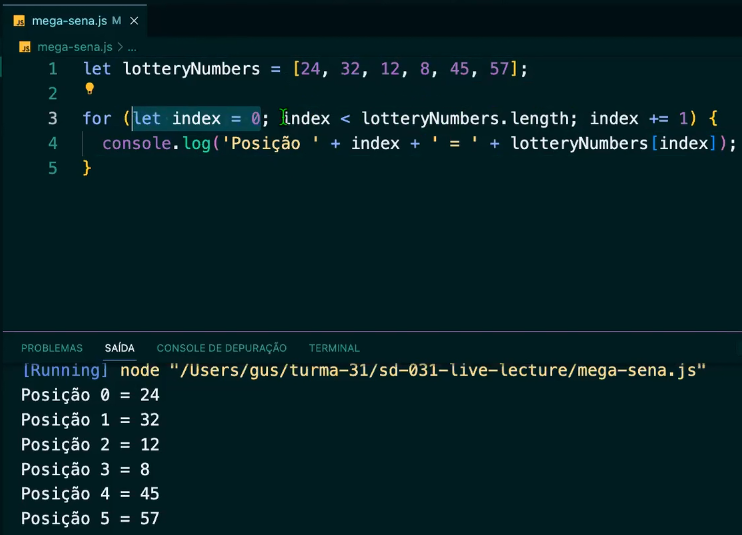 mega-sena.js M ×
mega-sena.js > ...
1 let lotteryNumbers = [24, 32, 12, 8, 45, 57];
2
3 for (let index = 0; index < lotteryNumbers.length; index += 1) {
4 console.log('Posição ' + index + ' = ' + lotteryNumbers[index]);
5 }
PROBLEMAS SAÍDA CONSOLE DE DEPURAÇÃO TERMINAL
[Running] node "/Users/gus/turma-31/sd-031-live-lecture/mega-sena.js"
Posição 0 = 24
Posição 1 = 32
Posição 2 = 12
Posição 3 = 8
Posição 4 = 45
Posição 5 = 57